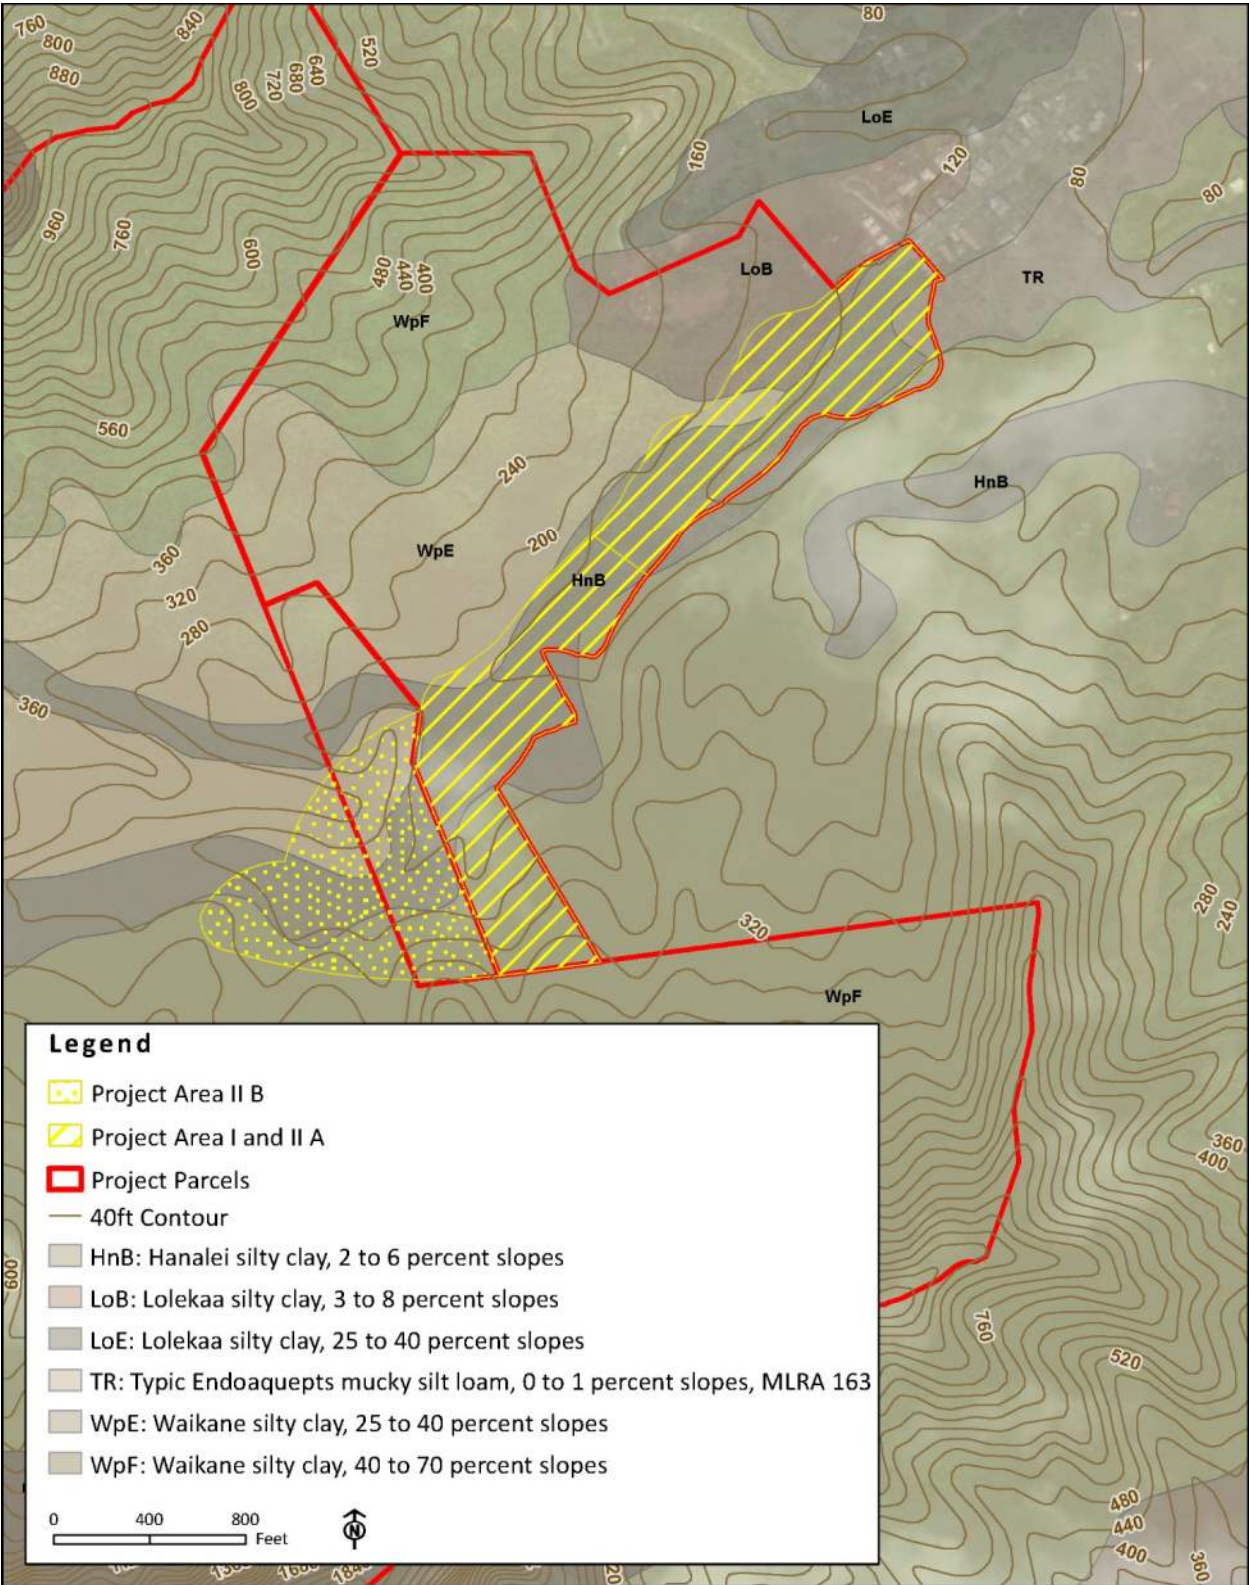 80
760
800
880
840
800
720
680
640
520
LoE
160
120
80
80
960
760
600
480
440
400
LoB
TR
WpF
560
240
HnB
360
WpE
200
HnB
320
280
360
320
280
240
WpF
Legend
Project Area II B
Project Area I and II A
Project Parcels
40ft Contour
HnB: Hanalei silty clay, 2 to 6 percent slopes
LoB: Lolekaa silty clay, 3 to 8 percent slopes
LoE: Lolekaa silty clay, 25 to 40 percent slopes
TR: Typic Endoaquepts mucky silt loam, 0 to 1 percent slopes, MLRA 163
WpE: Waikane silty clay, 25 to 40 percent slopes
WpF: Waikane silty clay, 40 to 70 percent slopes
0 400 800
Feet
N
360
400
600
760
520
480
440
400
360